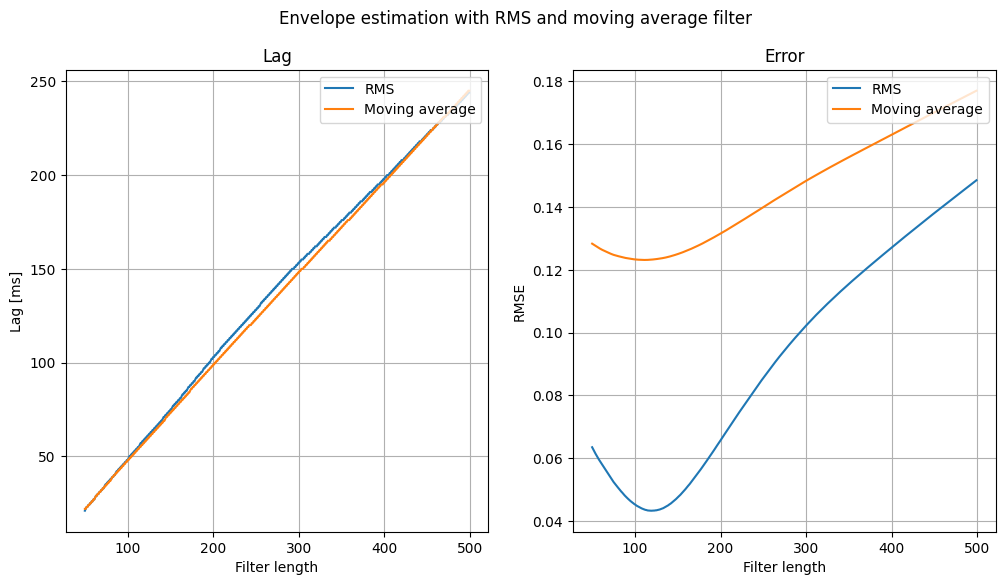 Envelope estimation with RMS and moving average filter
Lag
RMS
Moving average
250
200
150
100
50
Lag [ms]
100
200
300
400
500
Filter length
Error
RMS
Moving average
0.18
0.16
0.14
0.12
0.10
0.08
0.06
0.04
RMSE
100
200
300
400
500
Filter length